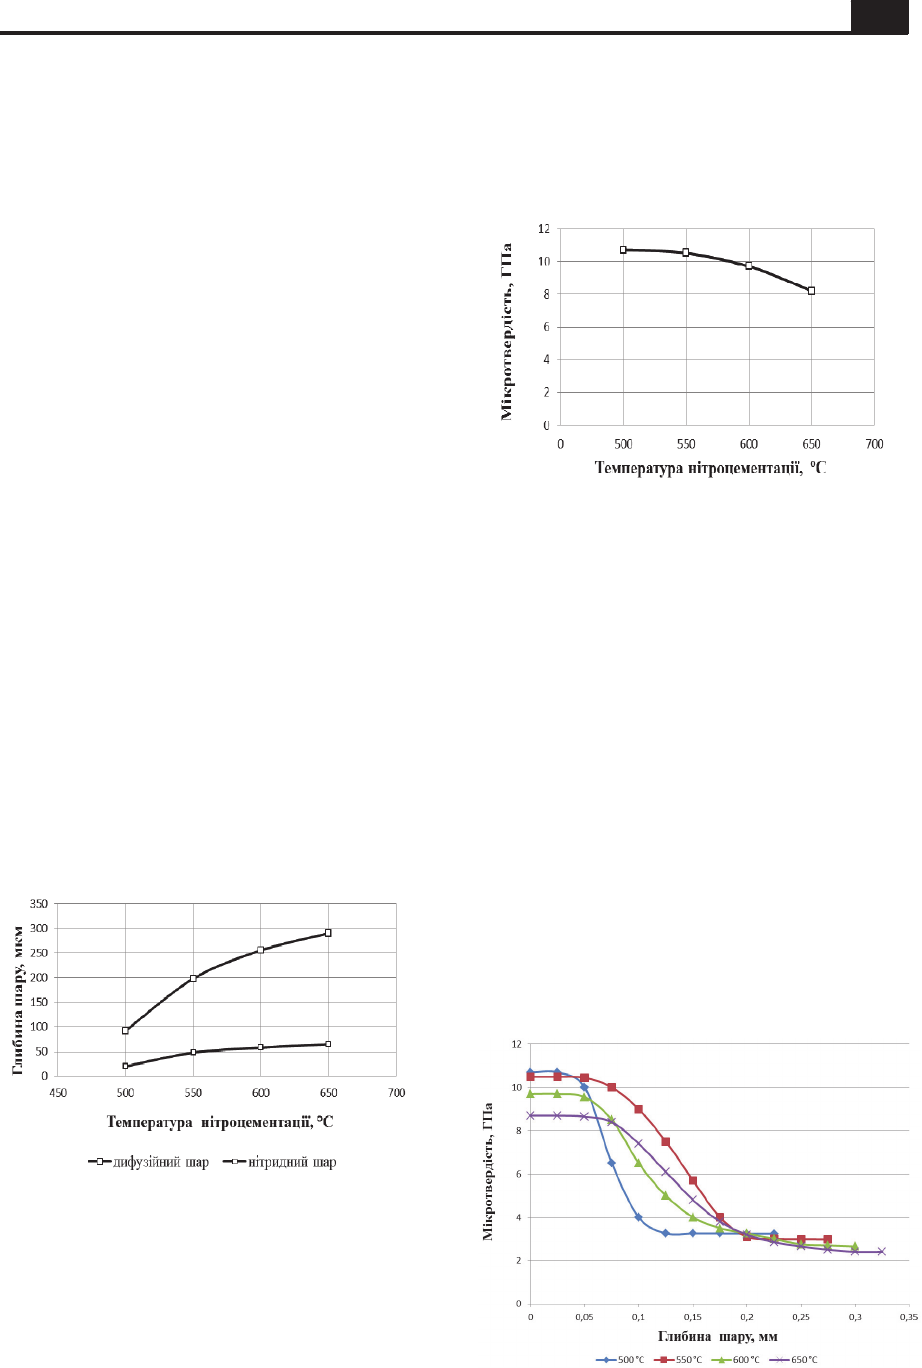 12
10
8
6
4
2
0
Мікротвердість, ГПа
0 500 550 600 650 700
Температура нітроцементації, °С
350
300
250
200
150
100
50
0
Глибина шару, мкм
450 500 550 600 650 700
Температура нітроцементації, °С
дифузійний шар нітридний шар
12
10
8
6
4
2
0
Мікротвердість, ГПа
0 0,05 0,1 0,15 0,2 0,25 0,3 0,35
Глибина шару, мм
500 °С 550 °С 600 °С 650 °С